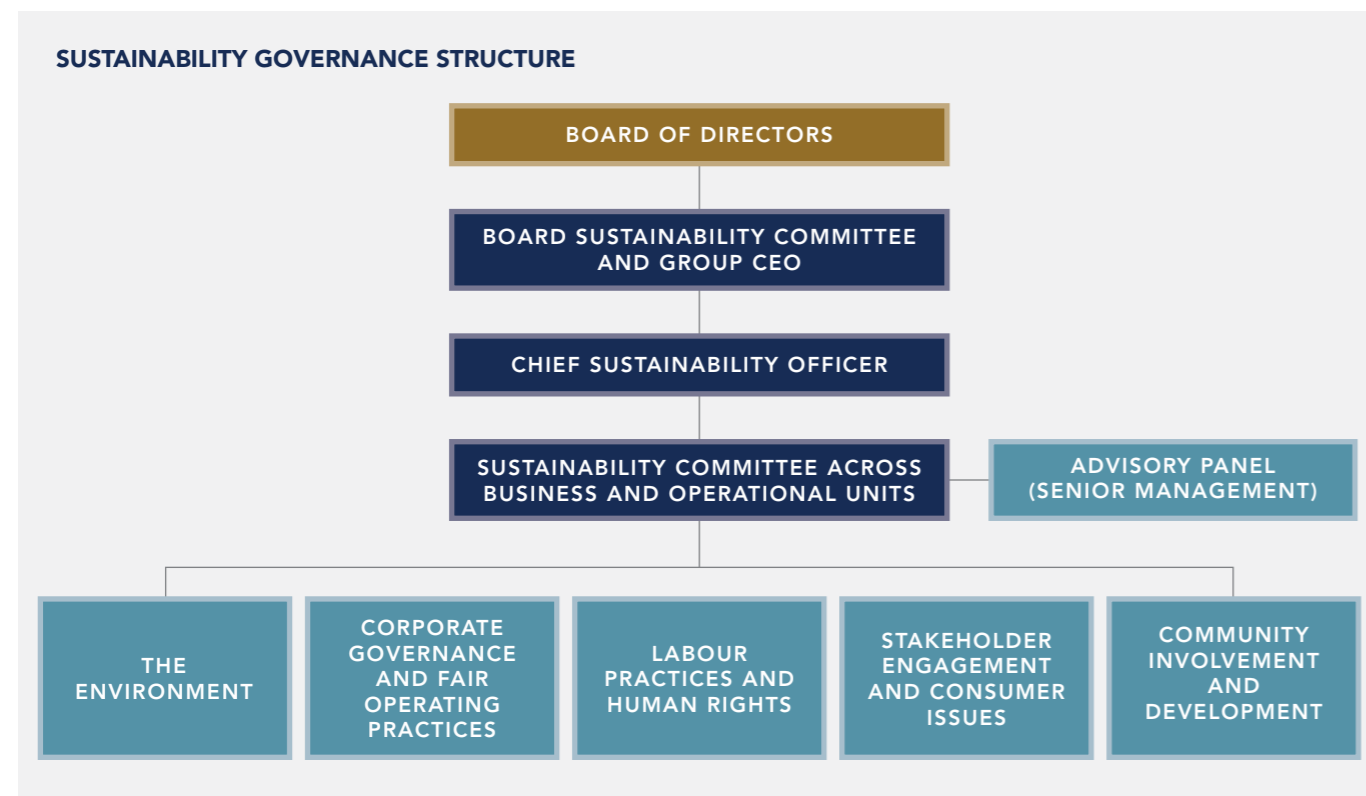 SUSTAINABILITY GOVERNANCE STRUCTURE
BOARD OF DIRECTORS
BOARD SUSTAINABILITY COMMITTEE
AND GROUP CEO
CHIEF SUSTAINABILITY OFFICER
SUSTAINABILITY COMMITTEE ACROSS
BUSINESS AND OPERATIONAL UNITS
ADVISORY PANEL
(SENIOR MANAGEMENT)
THE
ENVIRONMENT
CORPORATE
GOVERNANCE
AND FAIR
OPERATING
PRACTICES
LABOUR
PRACTICES AND
HUMAN RIGHTS
STAKEHOLDER
ENGAGEMENT
AND CONSUMER
ISSUES
COMMUNITY
INVOLVEMENT
AND
DEVELOPMENT